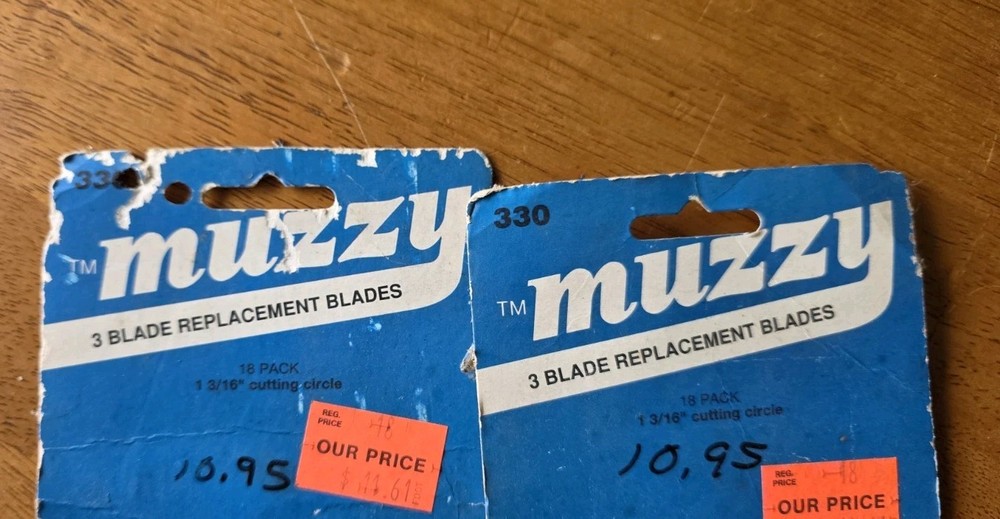 330
muzzy
TM
3 BLADE REPLACEMENT BLADES
18 PACK
1 3/16" cutting circle
10.95
REG.
PRICE
OUR PRICE
330
muzzy
TM
3 BLADE REPLACEMENT BLADES
18 PACK
1 3/16" cutting circle
10.95
REG.
PRICE
OUR PRICE